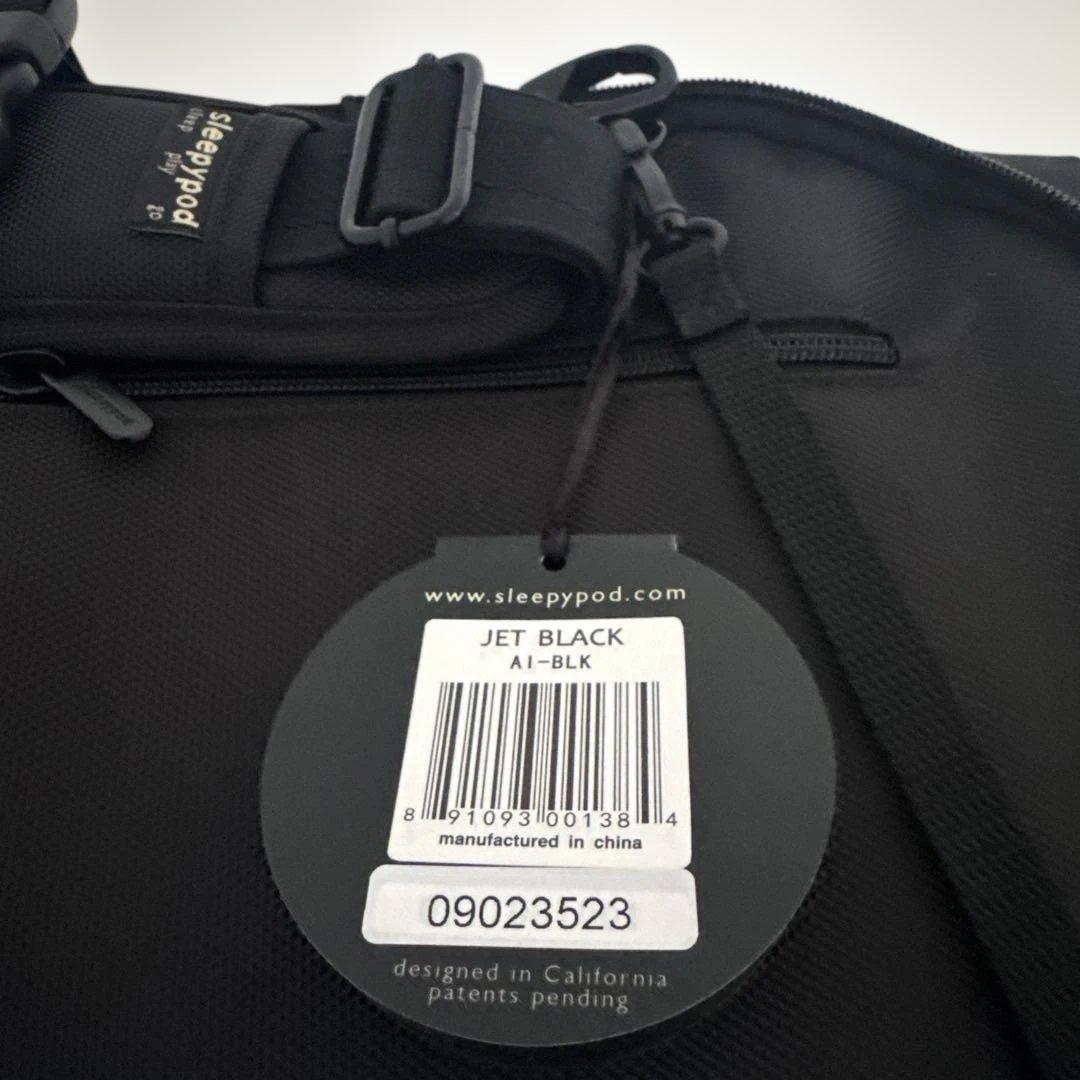 sleepypod
sleep play go
www.sleepypod.com
JET BLACK
AI-BLK
8 91093 00138 4
manufactured in china
09023523
designed in California
patents pending